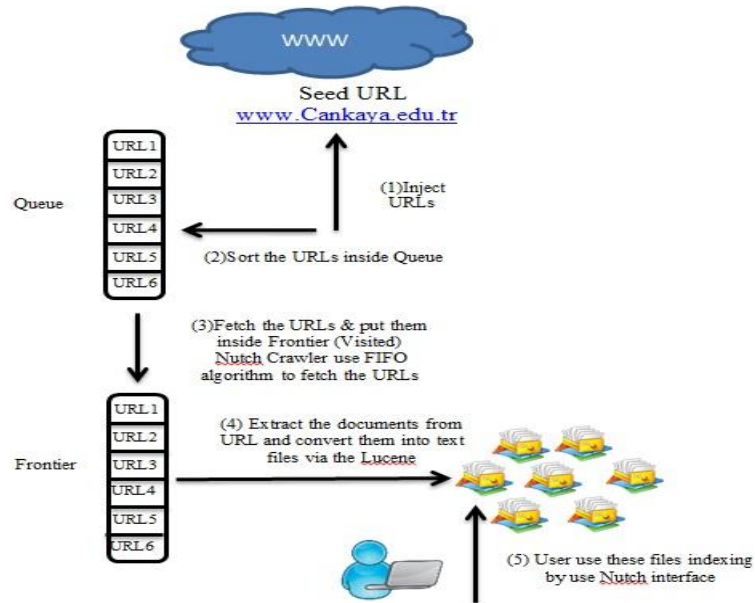 WWW
Seed URL
www.Cankaya.edu.tr
(1)Inject
URLs
Queue
URL1
URL2
URL3
URL4
URL5
URL6
(2)Sort the URLs inside Queue
(3)Fetch the URLs & put them
inside Frontier (Visited)
Nutch Crawler use FIFO
algorithm to fetch the URLs
Frontier
URL1
URL2
URL3
URL4
URL5
URL6
(4) Extract the documents from
URL and convert them into text
files via the Lucene
(5) User use these files indexing
by use Nutch interface